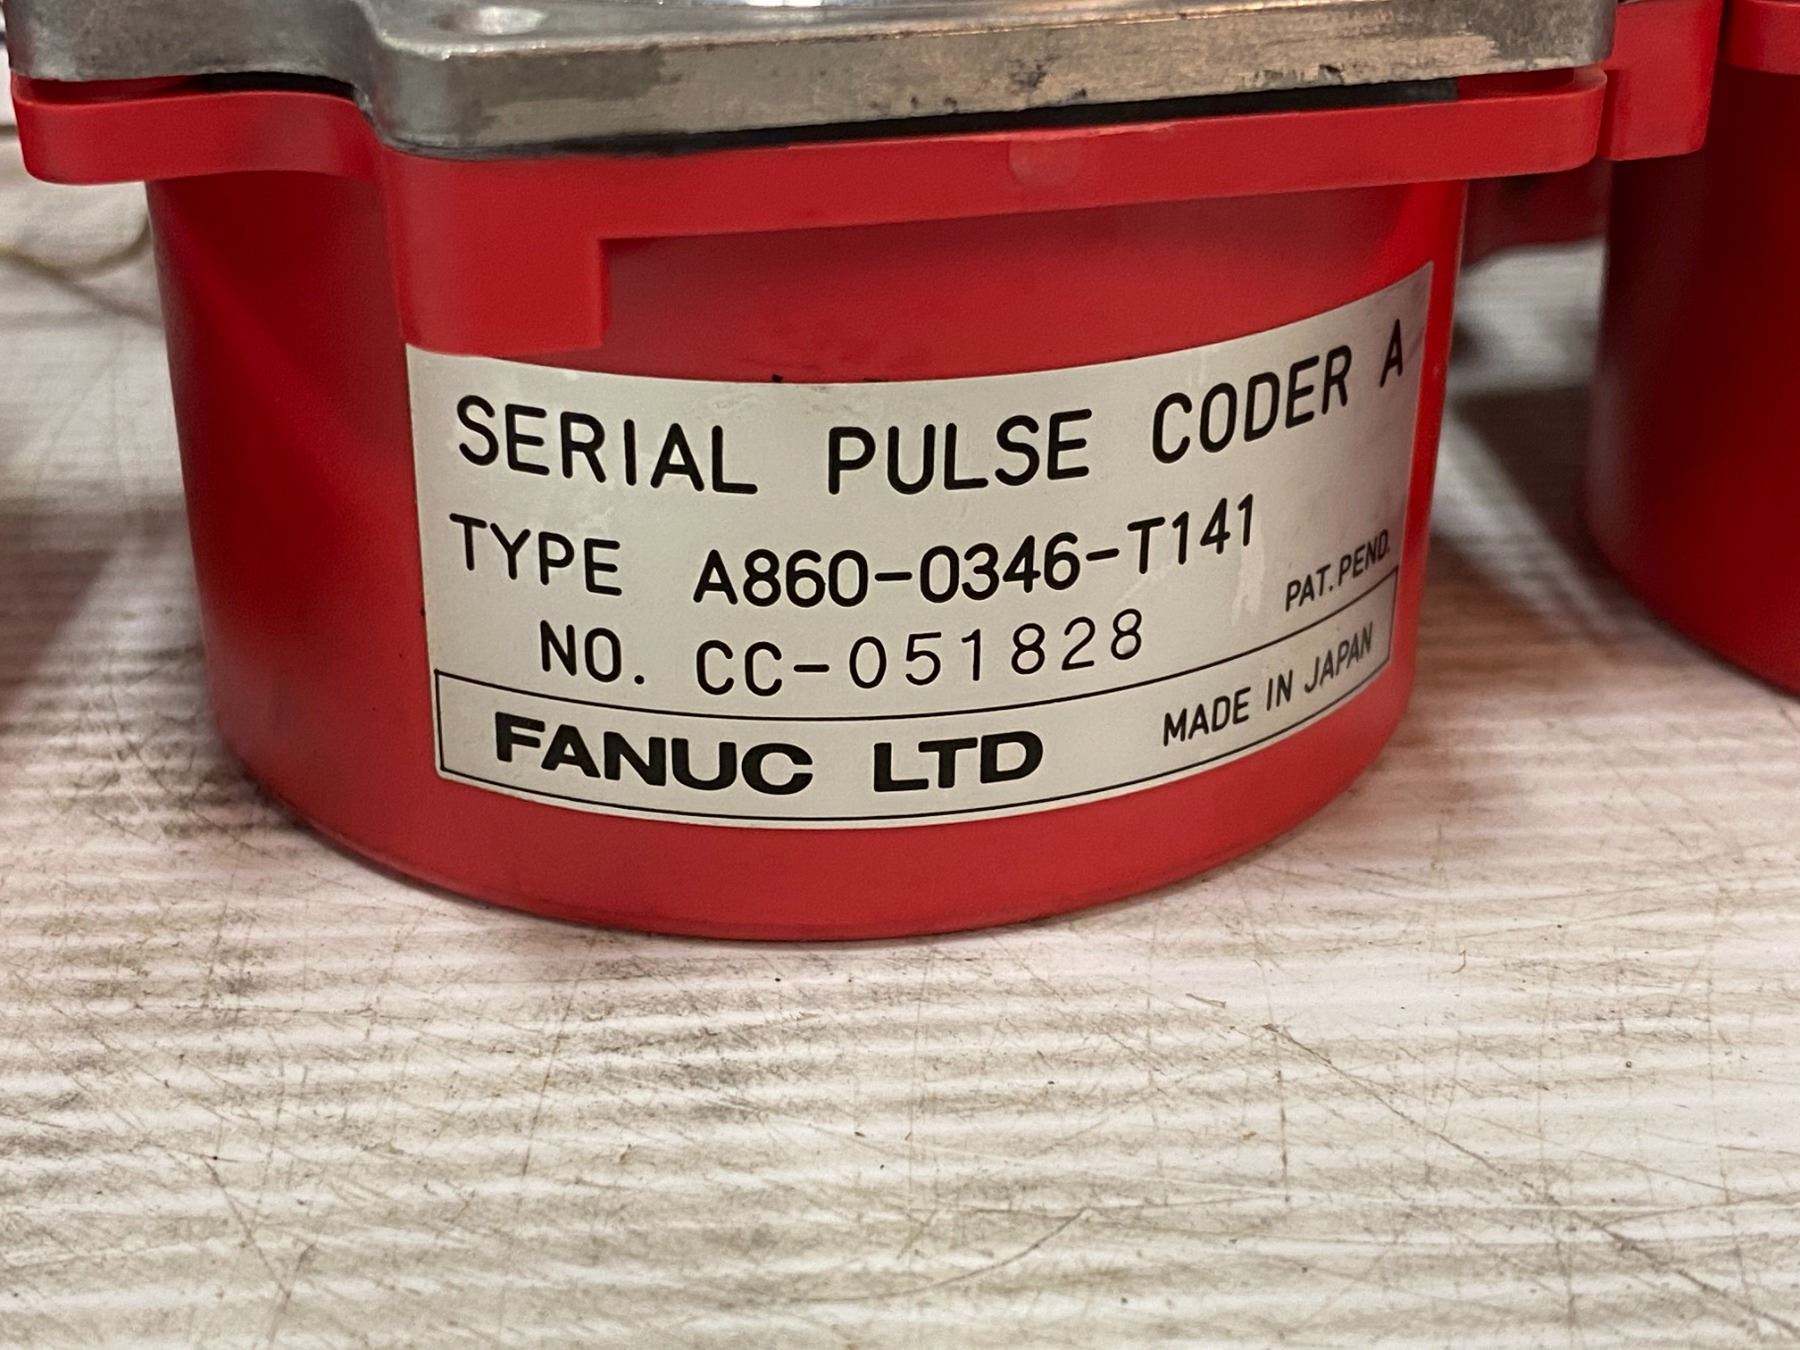 SERIAL PULSE CODER A
TYPE A860-0346-T141
PAT.PEND.
NO. CC-051828
FANUC LTD MADE IN JAPAN